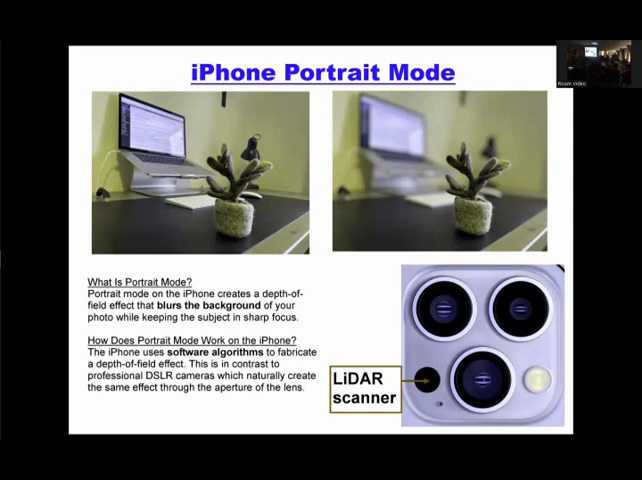 iPhone Portrait Mode
Room Video
What Is Portrait Mode?
Portrait mode on the iPhone creates a depth-of-
field effect that blurs the background of your
photo while keeping the subject in sharp focus.
How Does Portrait Mode Work on the iPhone?
The iPhone uses software algorithms to fabricate
a depth-of-field effect. This is in contrast to
professional DSLR cameras which naturally create
the same effect through the aperture of the lens.
LiDAR
scanner